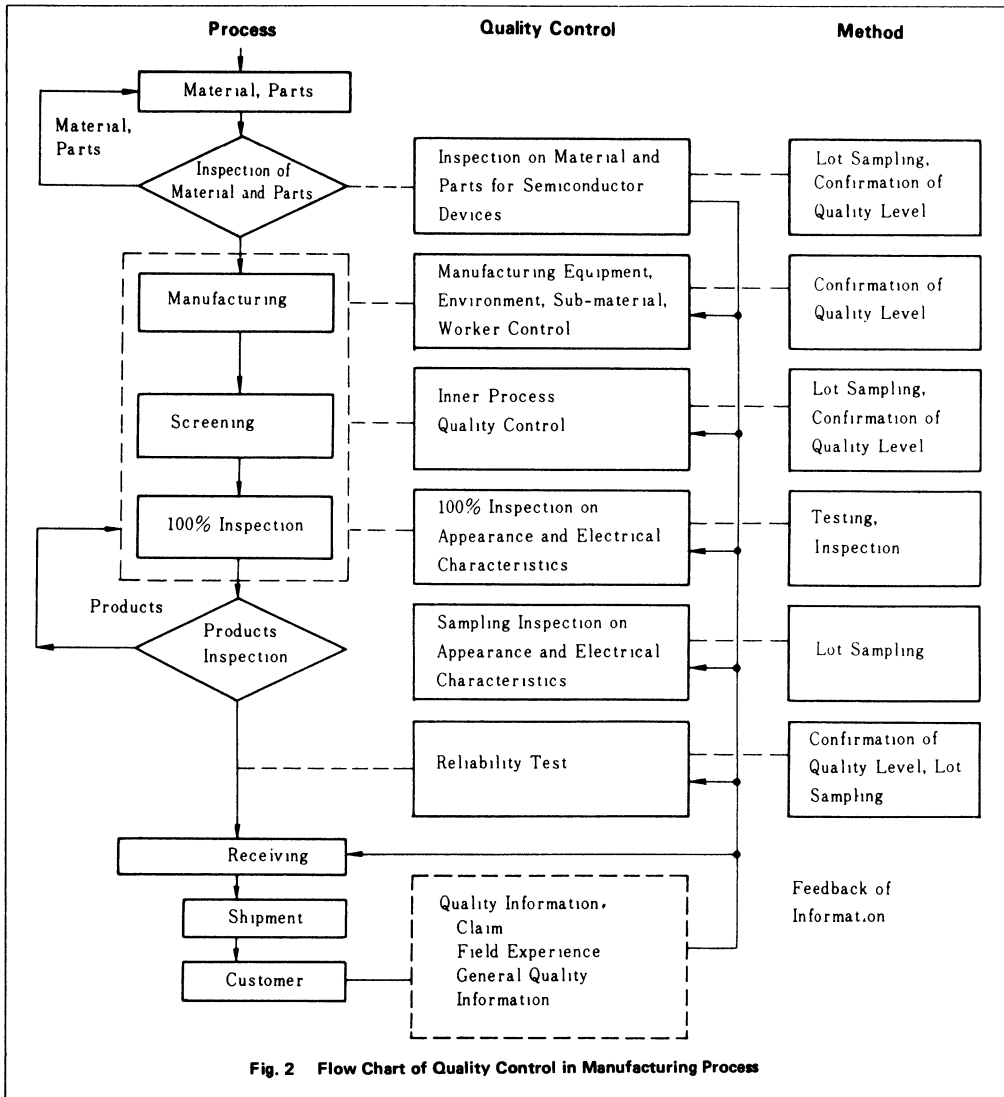 Process Quality Control Method
Material, Parts
Material,
Parts
Inspection of
Material and Parts
Inspection on Material and
Parts for Semiconductor
Devices
Lot Sampling,
Confirmation of
Quality Level
Manufacturing
Manufacturing Equipment,
Environment, Sub-material,
Worker Control
Confirmation of
Quality Level
Screening
Inner Process
Quality Control
Lot Sampling,
Confirmation of
Quality Level
100% Inspection
100% Inspection on
Appearance and Electrical
Characteristics
Testing,
Inspection
Products
Products
Inspection
Sampling Inspection on
Appearance and Electrical
Characteristics
Lot Sampling
Reliability Test
Confirmation of
Quality Level, Lot
Sampling
Receiving
Shipment
Customer
Quality Information,
Claim
Field Experience
General Quality
Information
Feedback of
Information
Fig. 2 Flow Chart of Quality Control in Manufacturing Process